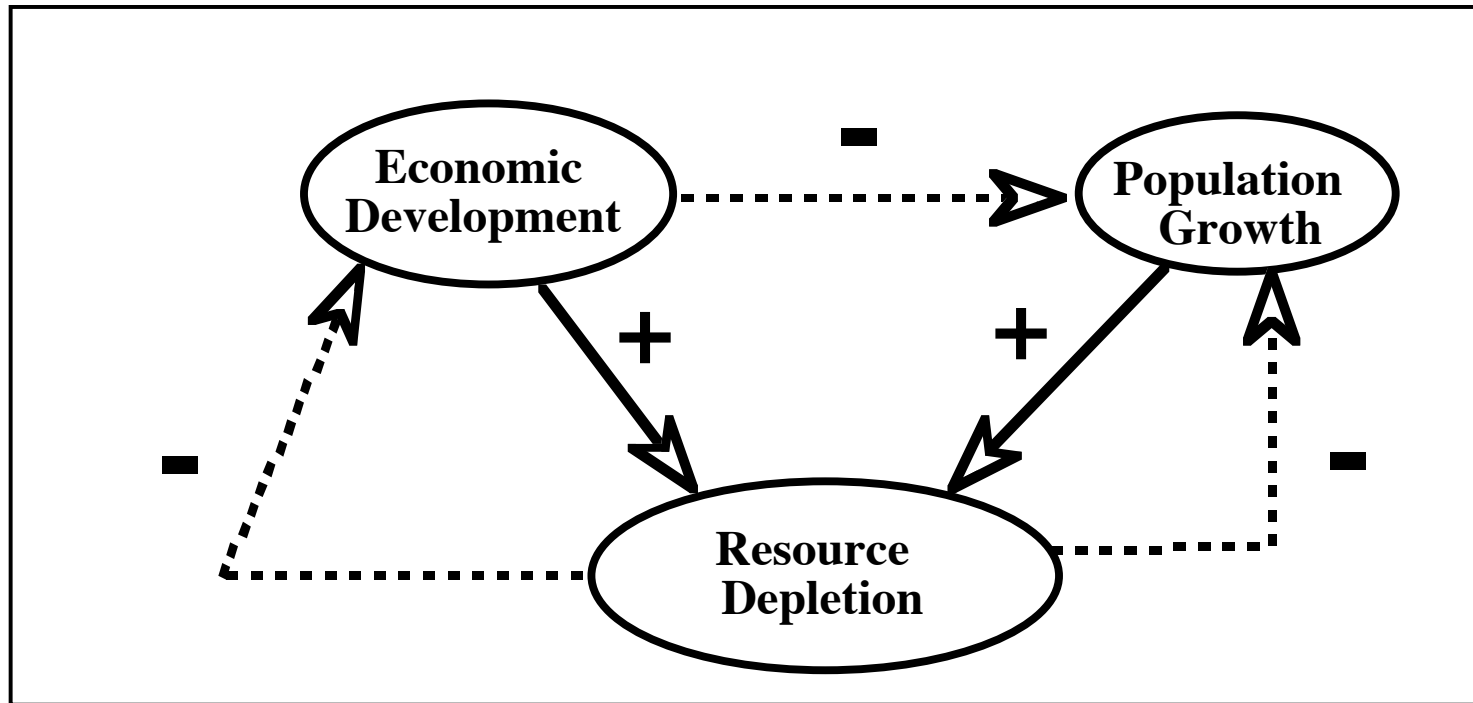 -
Economic
Development
Population
Growth
+
+
-
-
Resource
Depletion